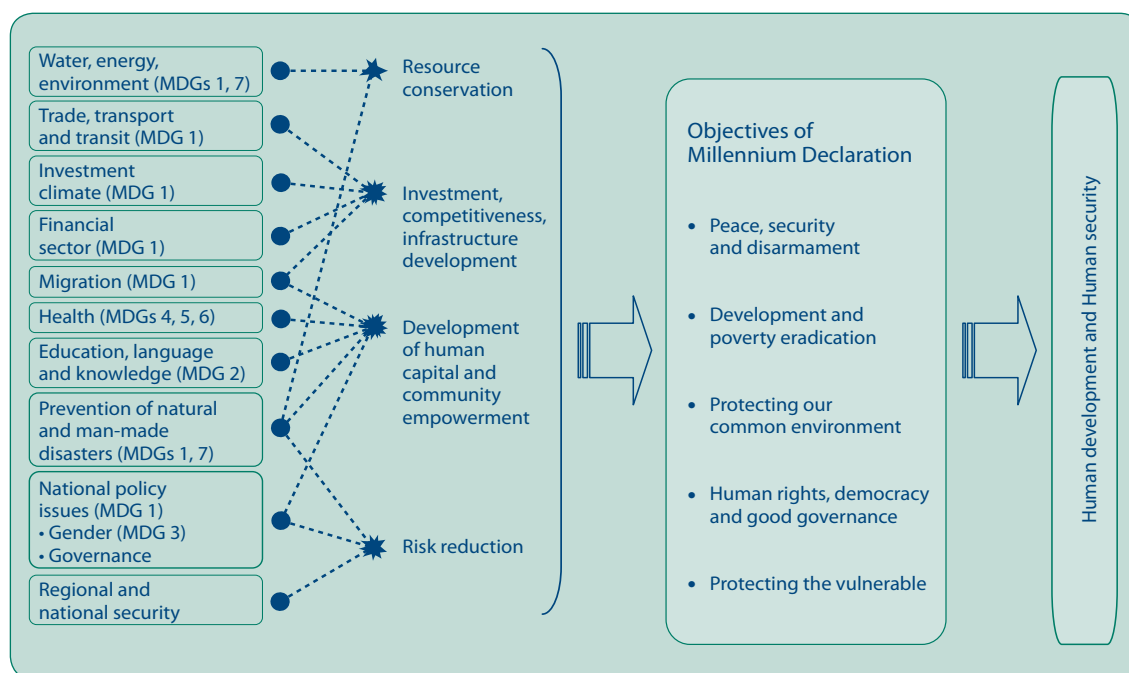 Water, energy,
environment (MDGs 1, 7)
Trade, transport
and transit (MDG 1)
Investment
climate (MDG 1)
Financial
sector (MDG 1)
Migration (MDG 1)
Health (MDGs 4, 5, 6)
Education, language
and knowledge (MDG 2)
Prevention of natural
and man-made
disasters (MDGs 1, 7)
National policy
issues (MDG 1)
• Gender (MDG 3)
• Governance
Regional and
national security
Resource
conservation
Investment,
competitiveness,
infrastructure
development
Development
of human
capital and
community
empowerment
Risk reduction
Objectives of
Millennium Declaration
• Peace, security
and disarmament
• Development and
poverty eradication
• Protecting our
common environment
• Human rights, democracy
and good governance
• Protecting the vulnerable
Human development and Human security